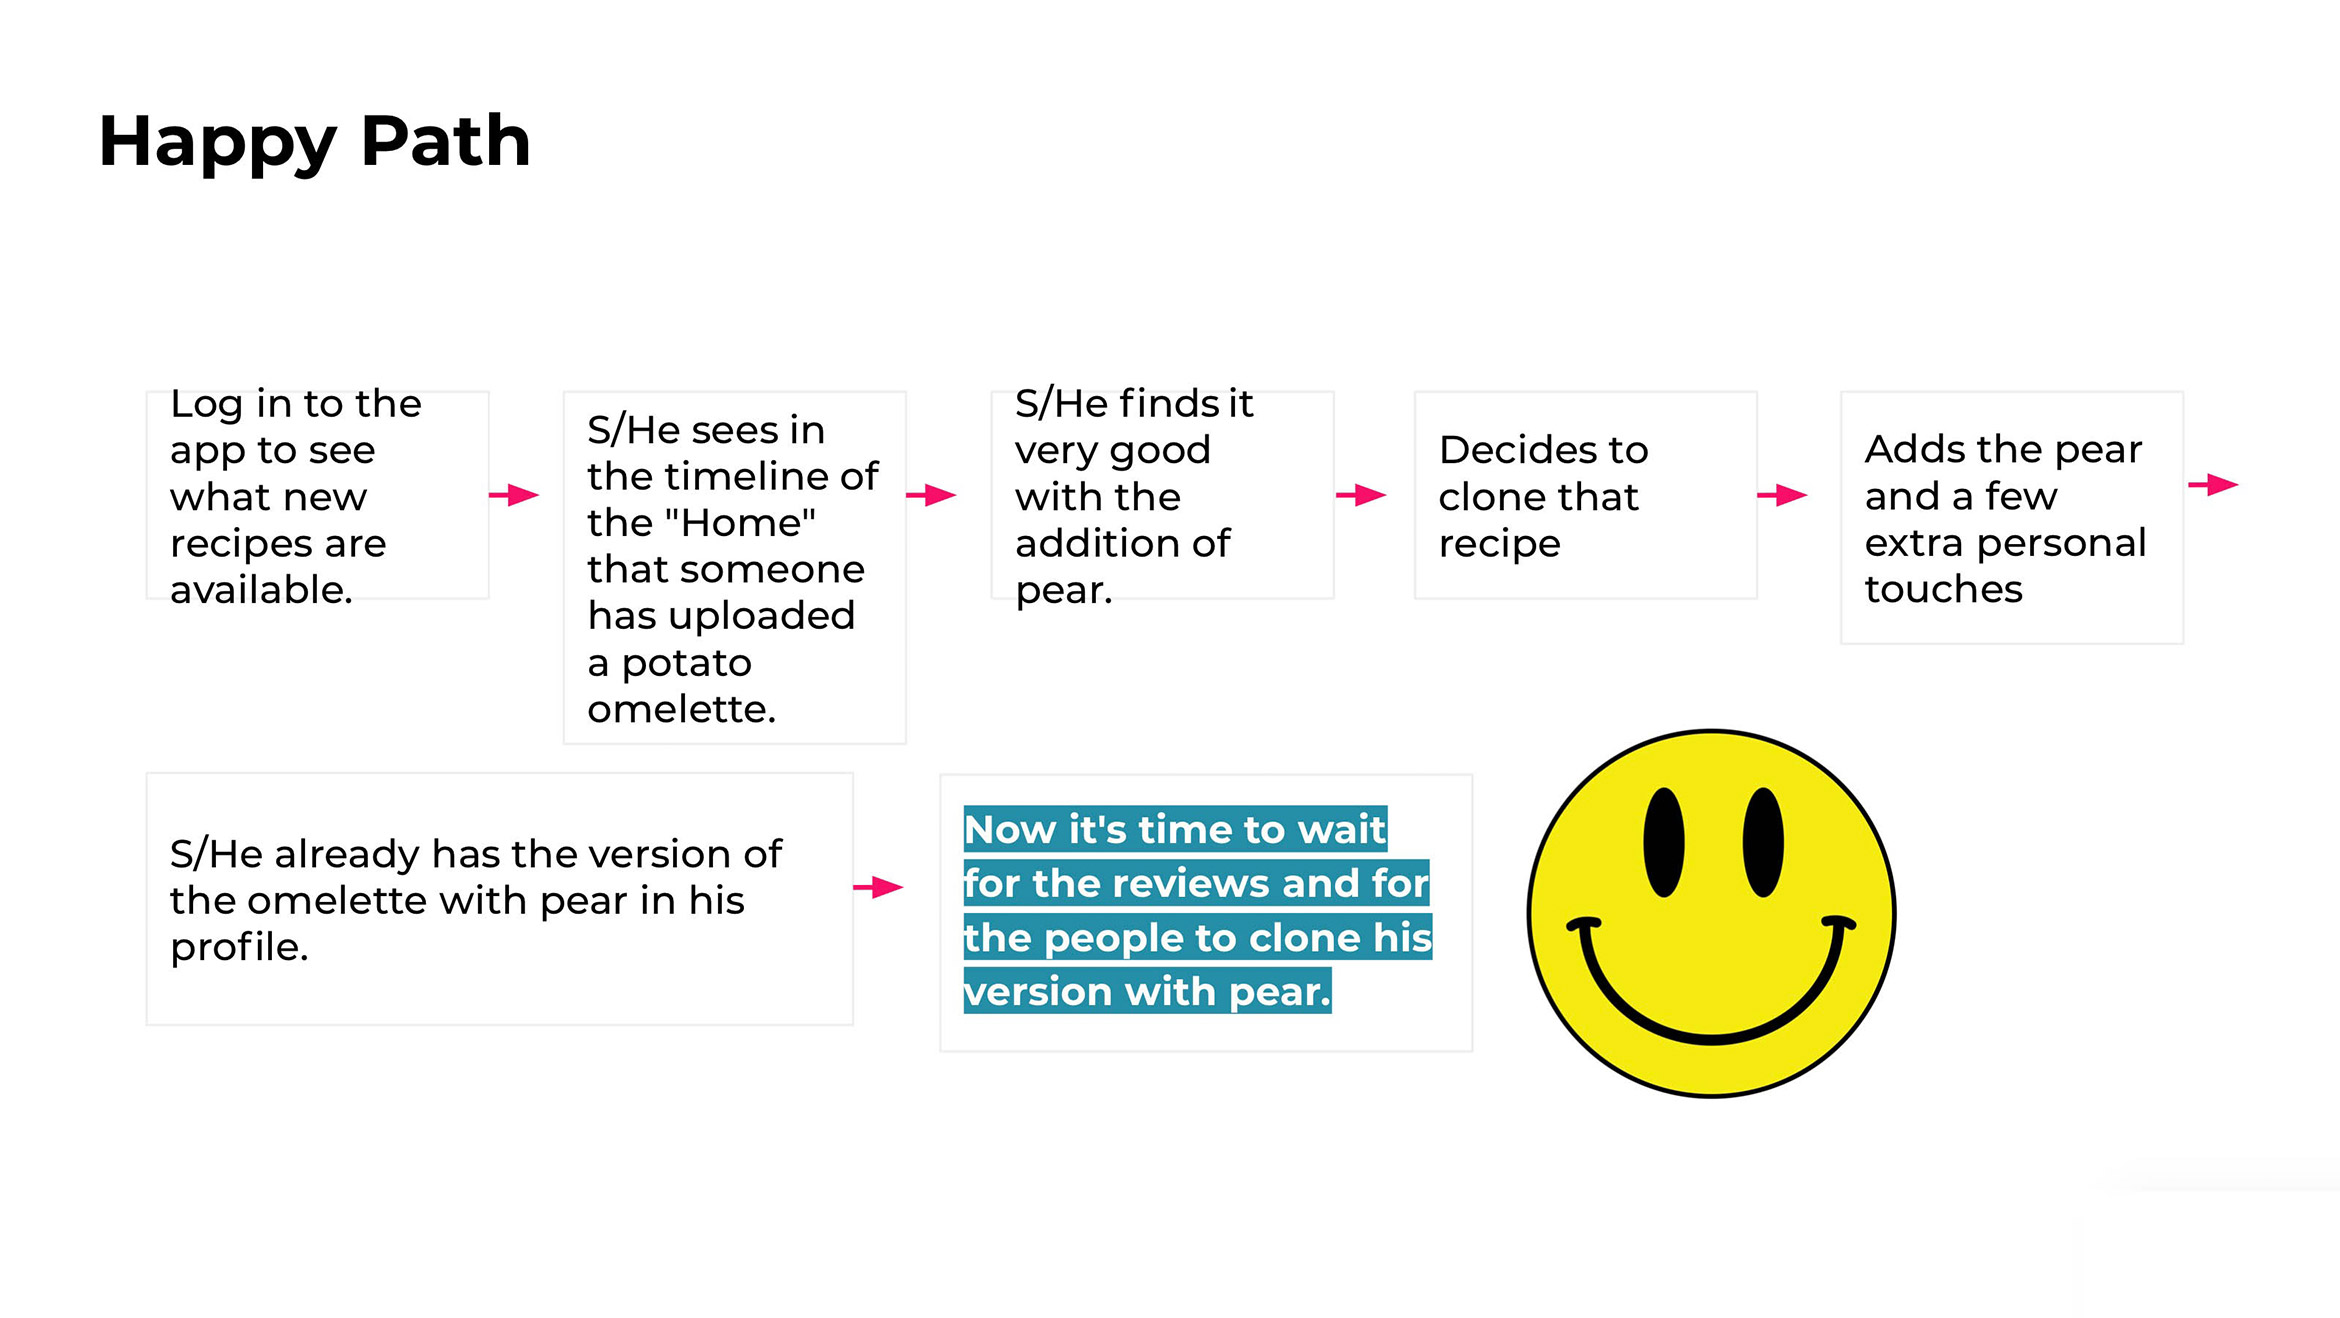 Happy Path
Log in to the
app to see
what new
recipes are
available.
S/He sees in
the timeline of
the "Home"
that someone
has uploaded
a potato
omelette.
S/He finds it
very good
with the
addition of
pear.
Decides to
clone that
recipe
Adds the pear
and a few
extra personal
touches
S/He already has the version of
the omelette with pear in his
profile.
Now it's time to wait
for the reviews and for
the people to clone his
version with pear.